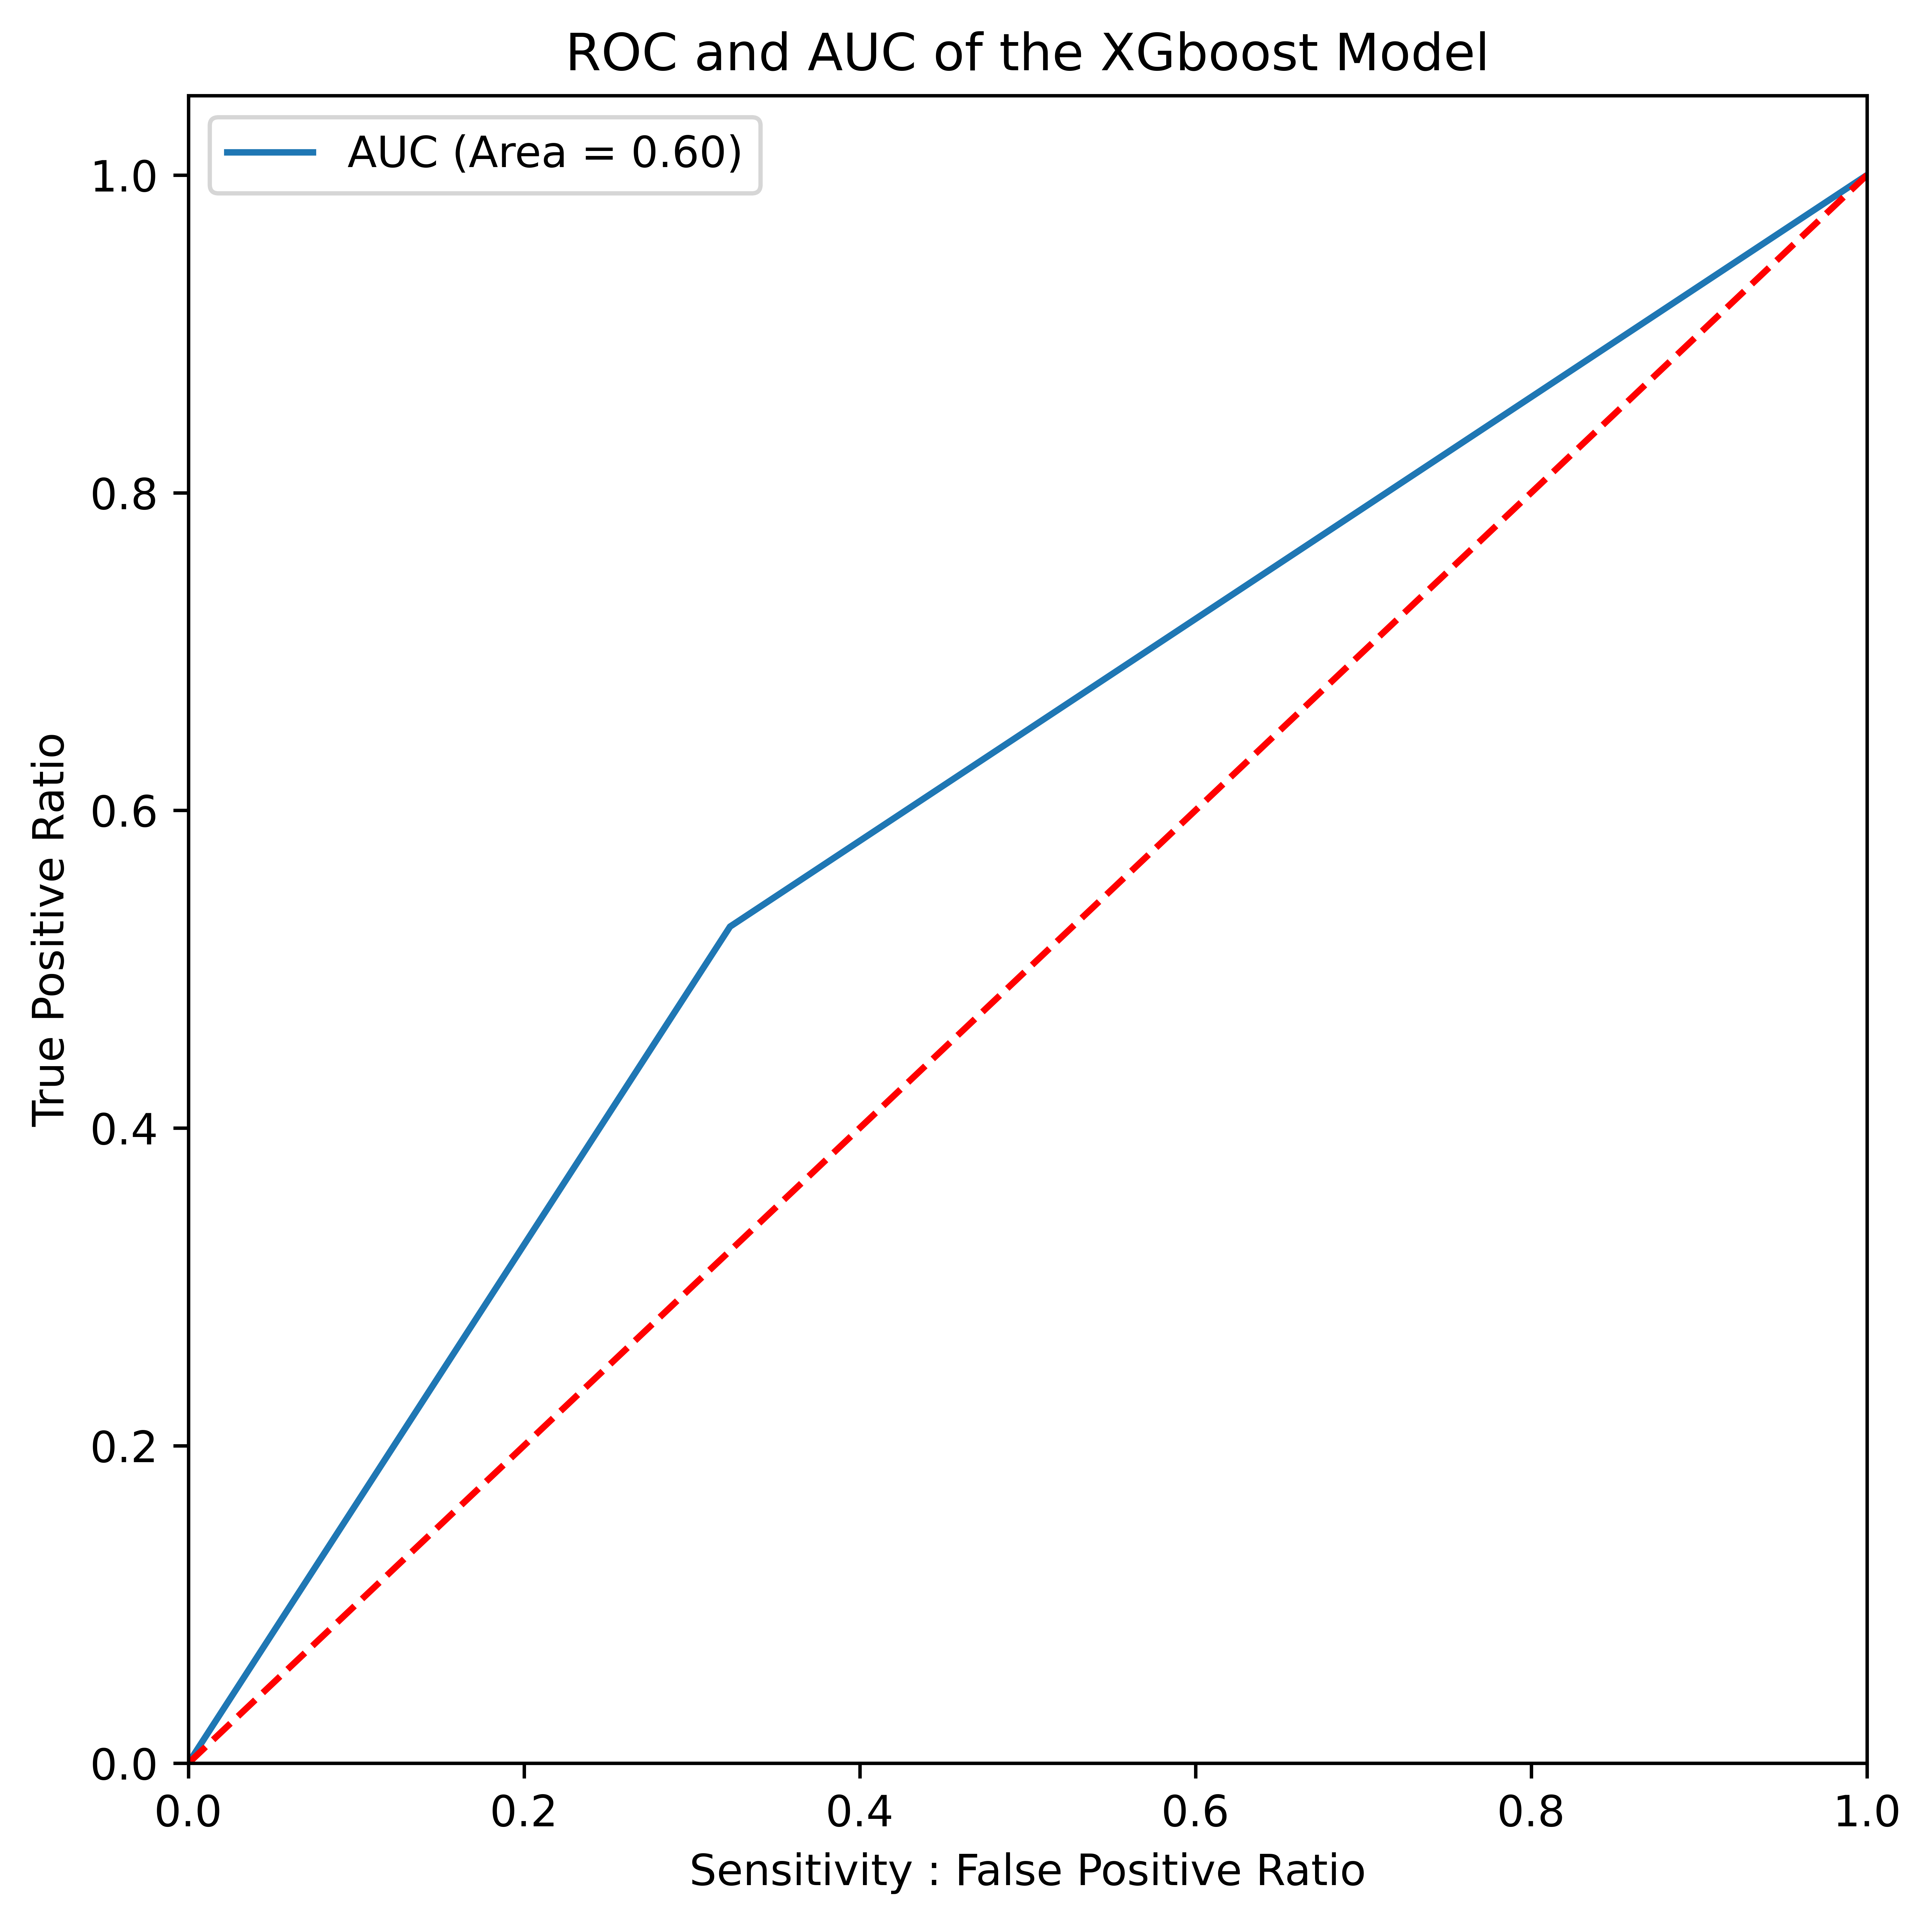 ROC and AUC of the XGboost Model
AUC (Area = 0.60)
True Positive Ratio
1.0
0.8
0.6
0.4
0.2
0.0
0.0 0.2 0.4 0.6 0.8 1.0
Sensitivity : False Positive Ratio